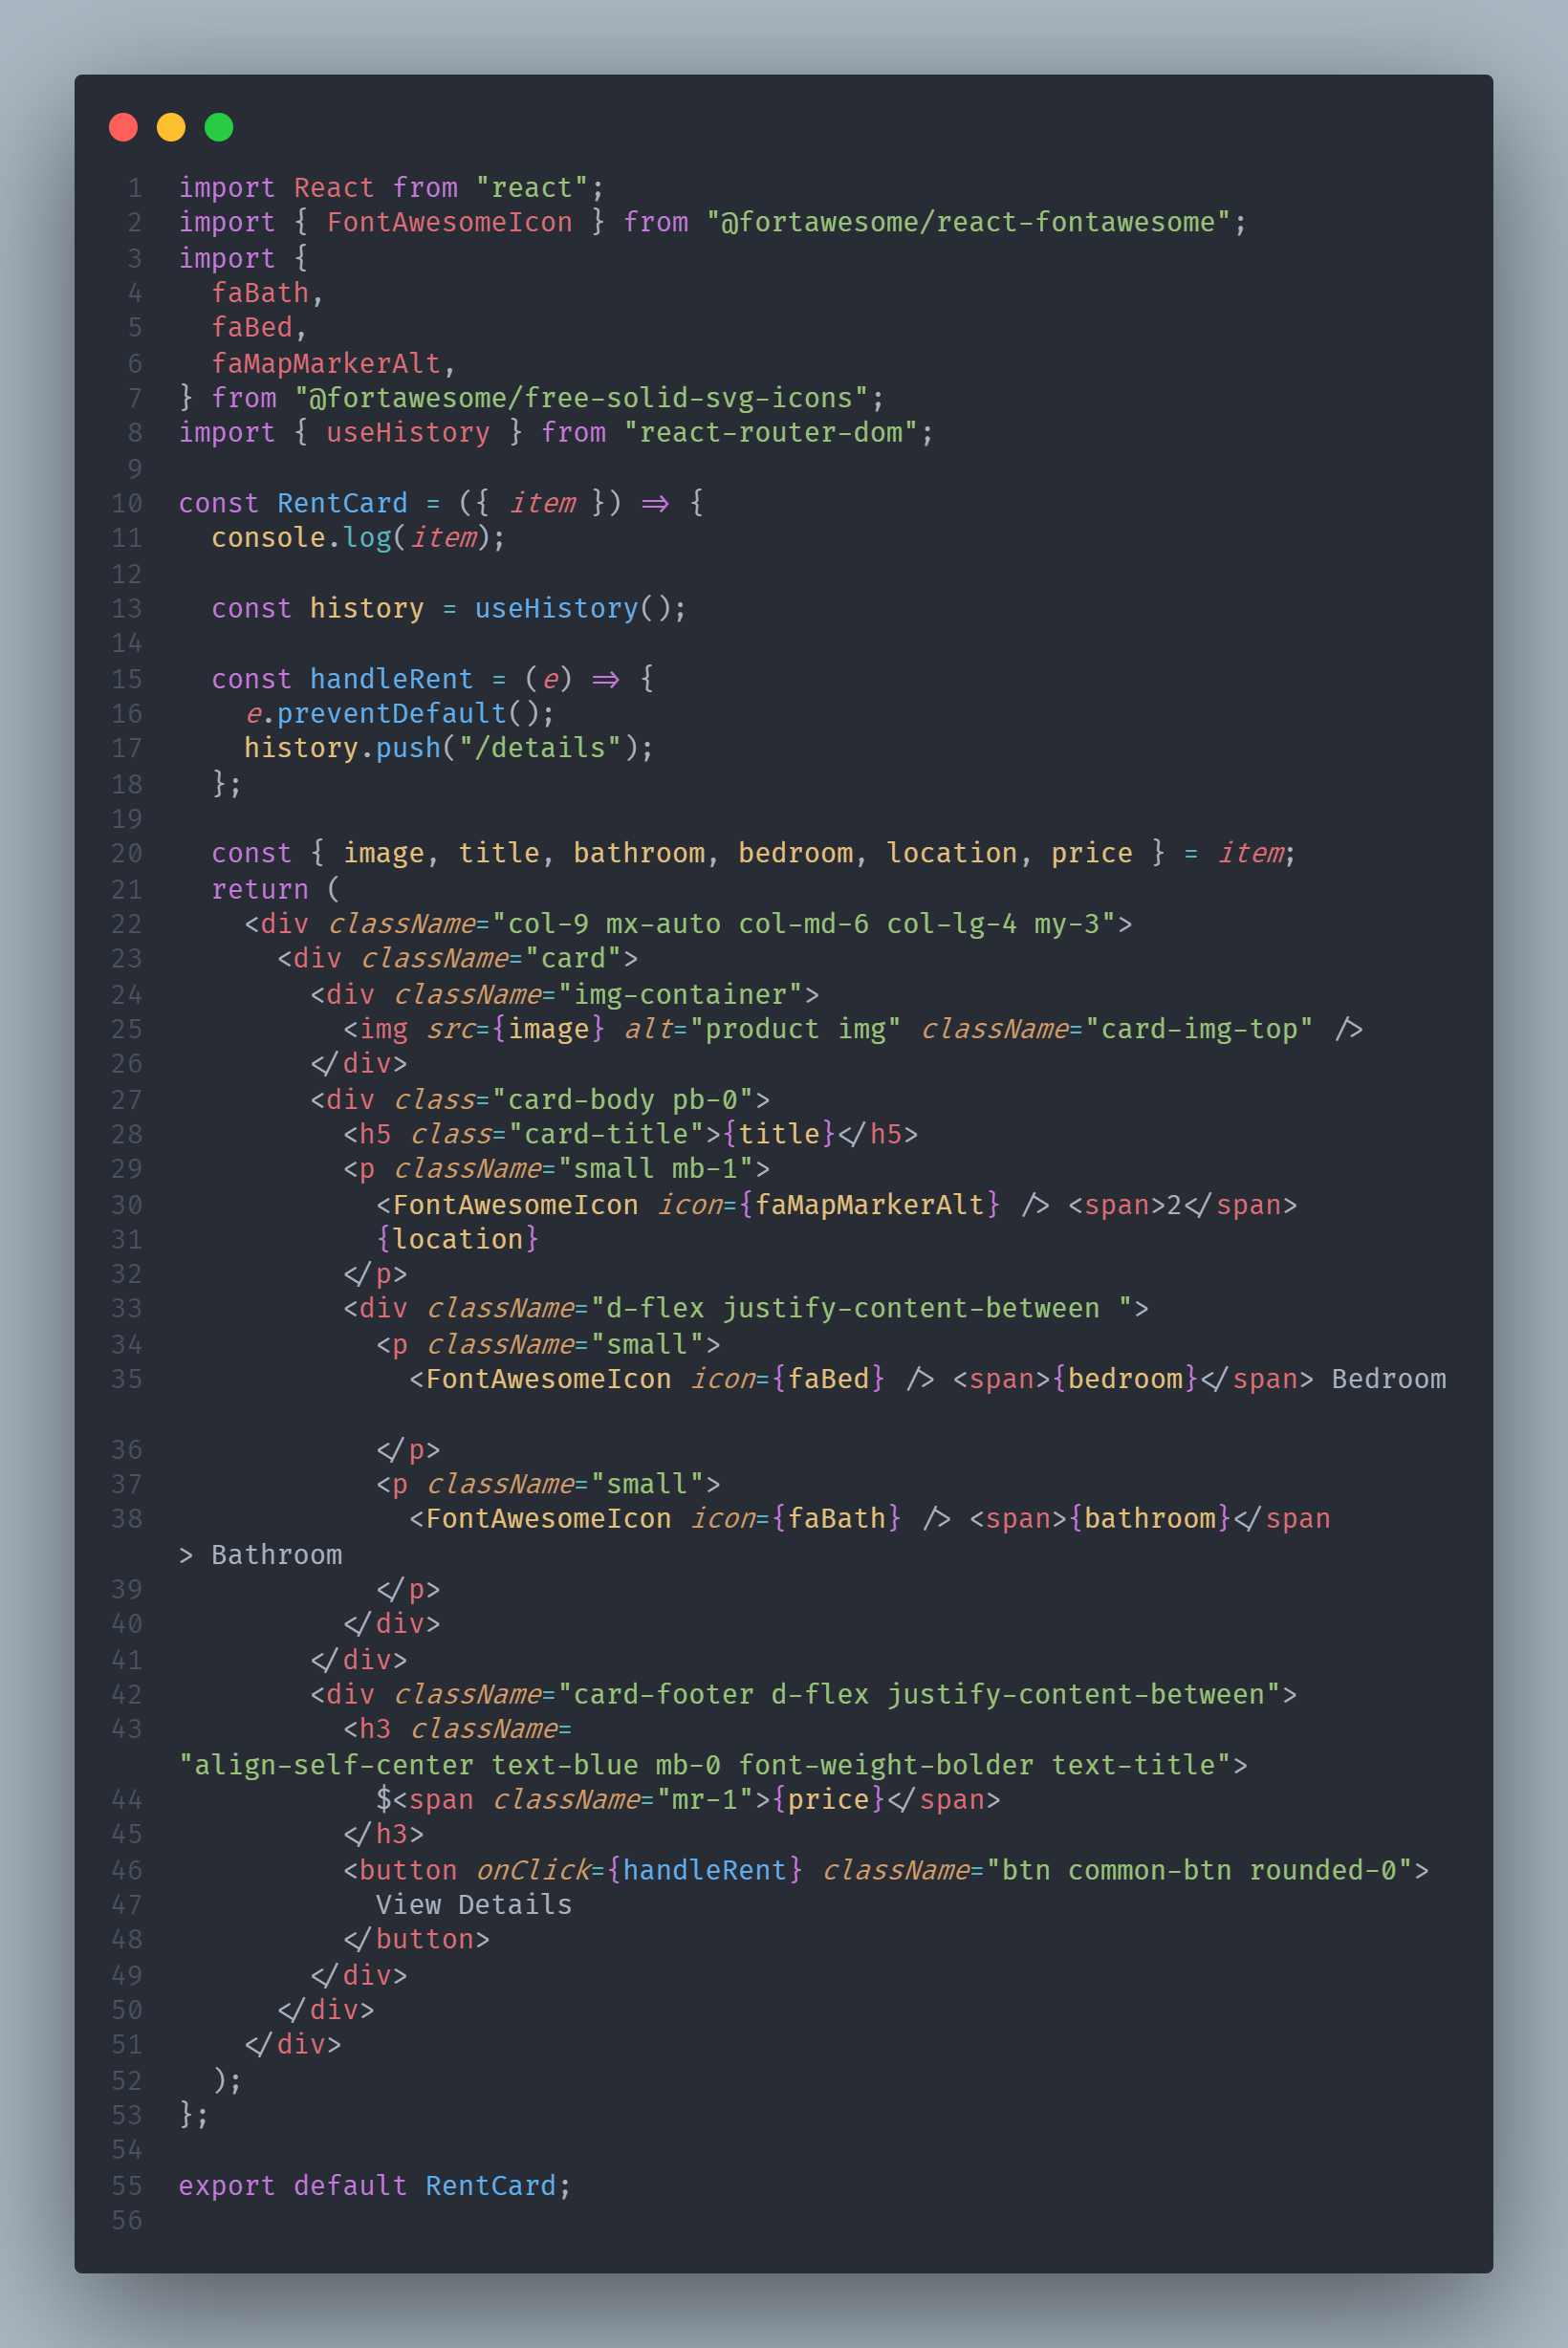 1 import React from "react";
2 import { FontAwesomeIcon } from "@fortawesome/react-fontawesome";
3 import {
4   faBath,
5   faBed,
6   faMapMarkerAlt,
7 } from "@fortawesome/free-solid-svg-icons";
8 import { useHistory } from "react-router-dom";
9
10 const RentCard = ({ item }) => {
11   console.log(item);
12
13   const history = useHistory();
14
15   const handleRent = (e) => {
16     e.preventDefault();
17     history.push("/details");
18   };
19
20   const { image, title, bathroom, bedroom, location, price } = item;
21   return (
22     <div className="col-9 mx-auto col-md-6 col-lg-4 my-3">
23       <div className="card">
24         <div className="img-container">
25           <img src={image} alt="product img" className="card-img-top" />
26         </div>
27         <div class="card-body pb-0">
28           <h5 class="card-title">{title}</h5>
29           <p className="small mb-1">
30             <FontAwesomeIcon icon={faMapMarkerAlt} /> <span>2</span>
31             {location}
32           </p>
33           <div className="d-flex justify-content-between ">
34             <p className="small">
35               <FontAwesomeIcon icon={faBed} /> <span>{bedroom}</span> Bedroom
36             </p>
37             <p className="small">
38               <FontAwesomeIcon icon={faBath} /> <span>{bathroom}</span
> Bathroom
39             </p>
40           </div>
41         </div>
42         <div className="card-footer d-flex justify-content-between">
43           <h3 className=
"align-self-center text-blue mb-0 font-weight-bolder text-title">
44             $<span className="mr-1">{price}</span>
45           </h3>
46           <button onClick={handleRent} className="btn common-btn rounded-0">
47             View Details
48           </button>
49         </div>
50       </div>
51     </div>
52   );
53 };
54
55 export default RentCard;
56